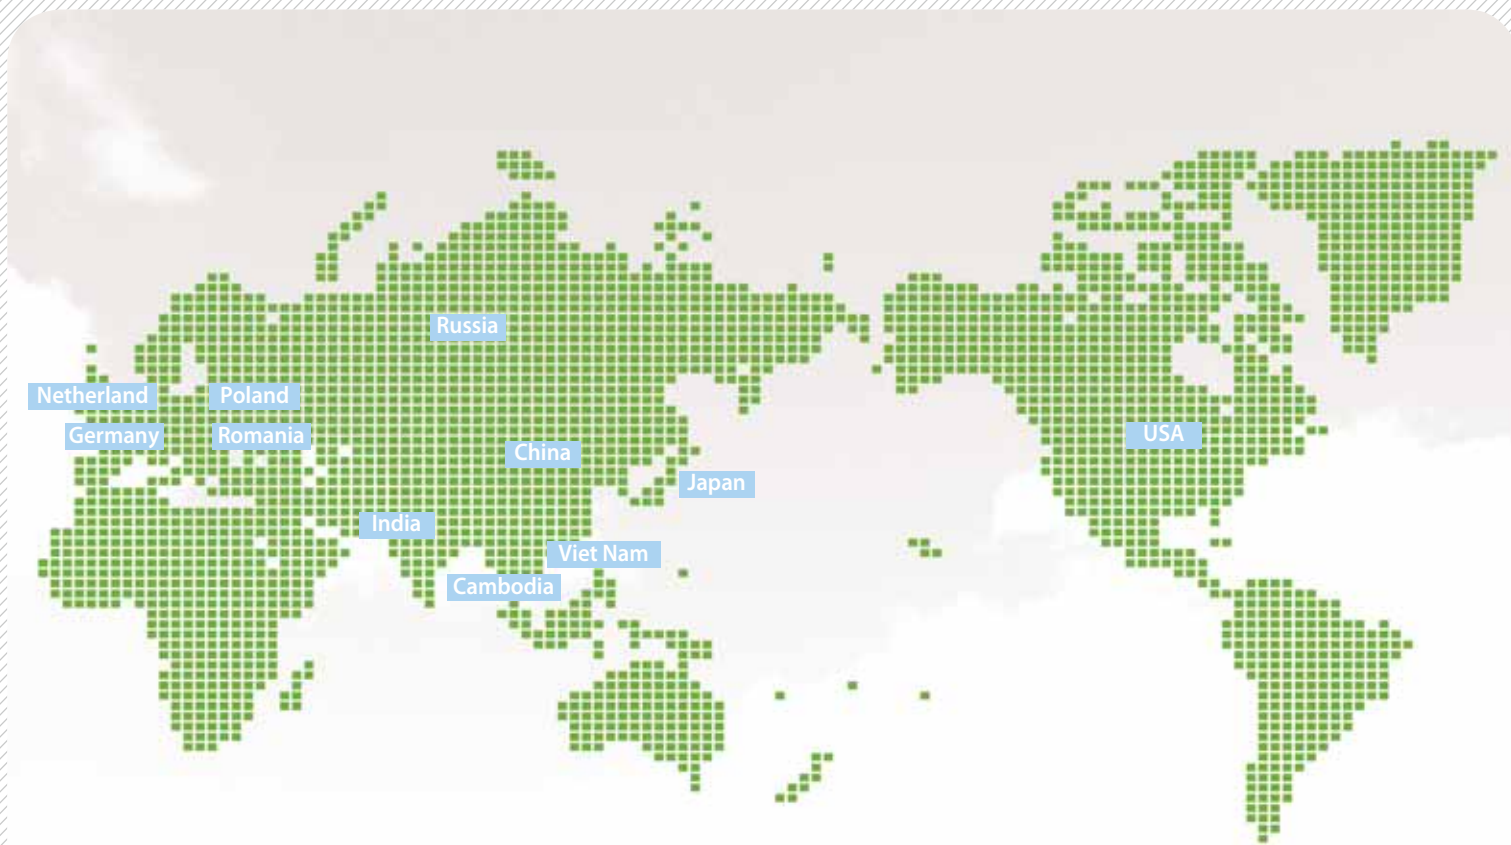 Russia
Netherland
Poland
Germany
Romania
USA
China
Japan
India
Viet Nam
Cambodia